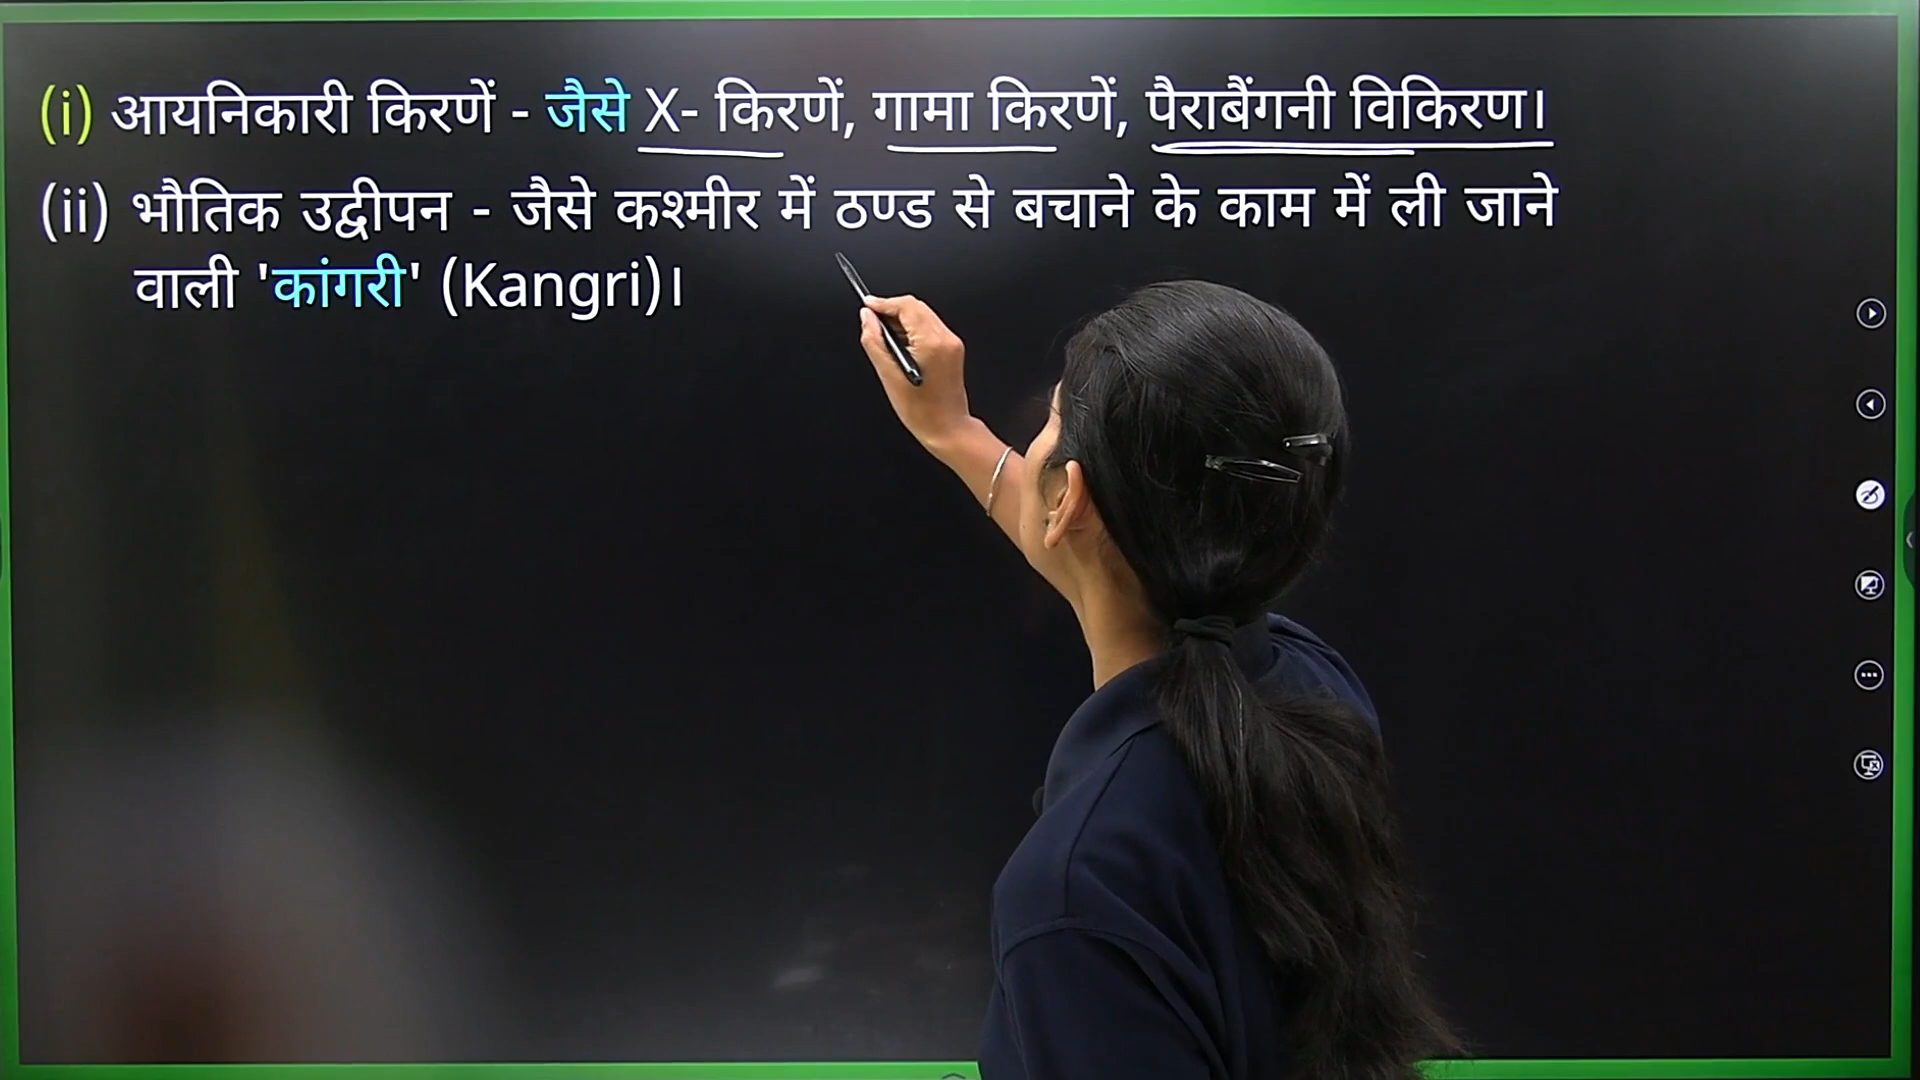 (i) आयनिकारी किरणें - जैसे X- किरणें, गामा किरणें, पैराबैंगनी विकिरण।
(ii) भौतिक उद्वीपन - जैसे कश्मीर में ठण्ड से बचाने के काम में ली जाने
वाली 'कांगरी' (Kangri)।